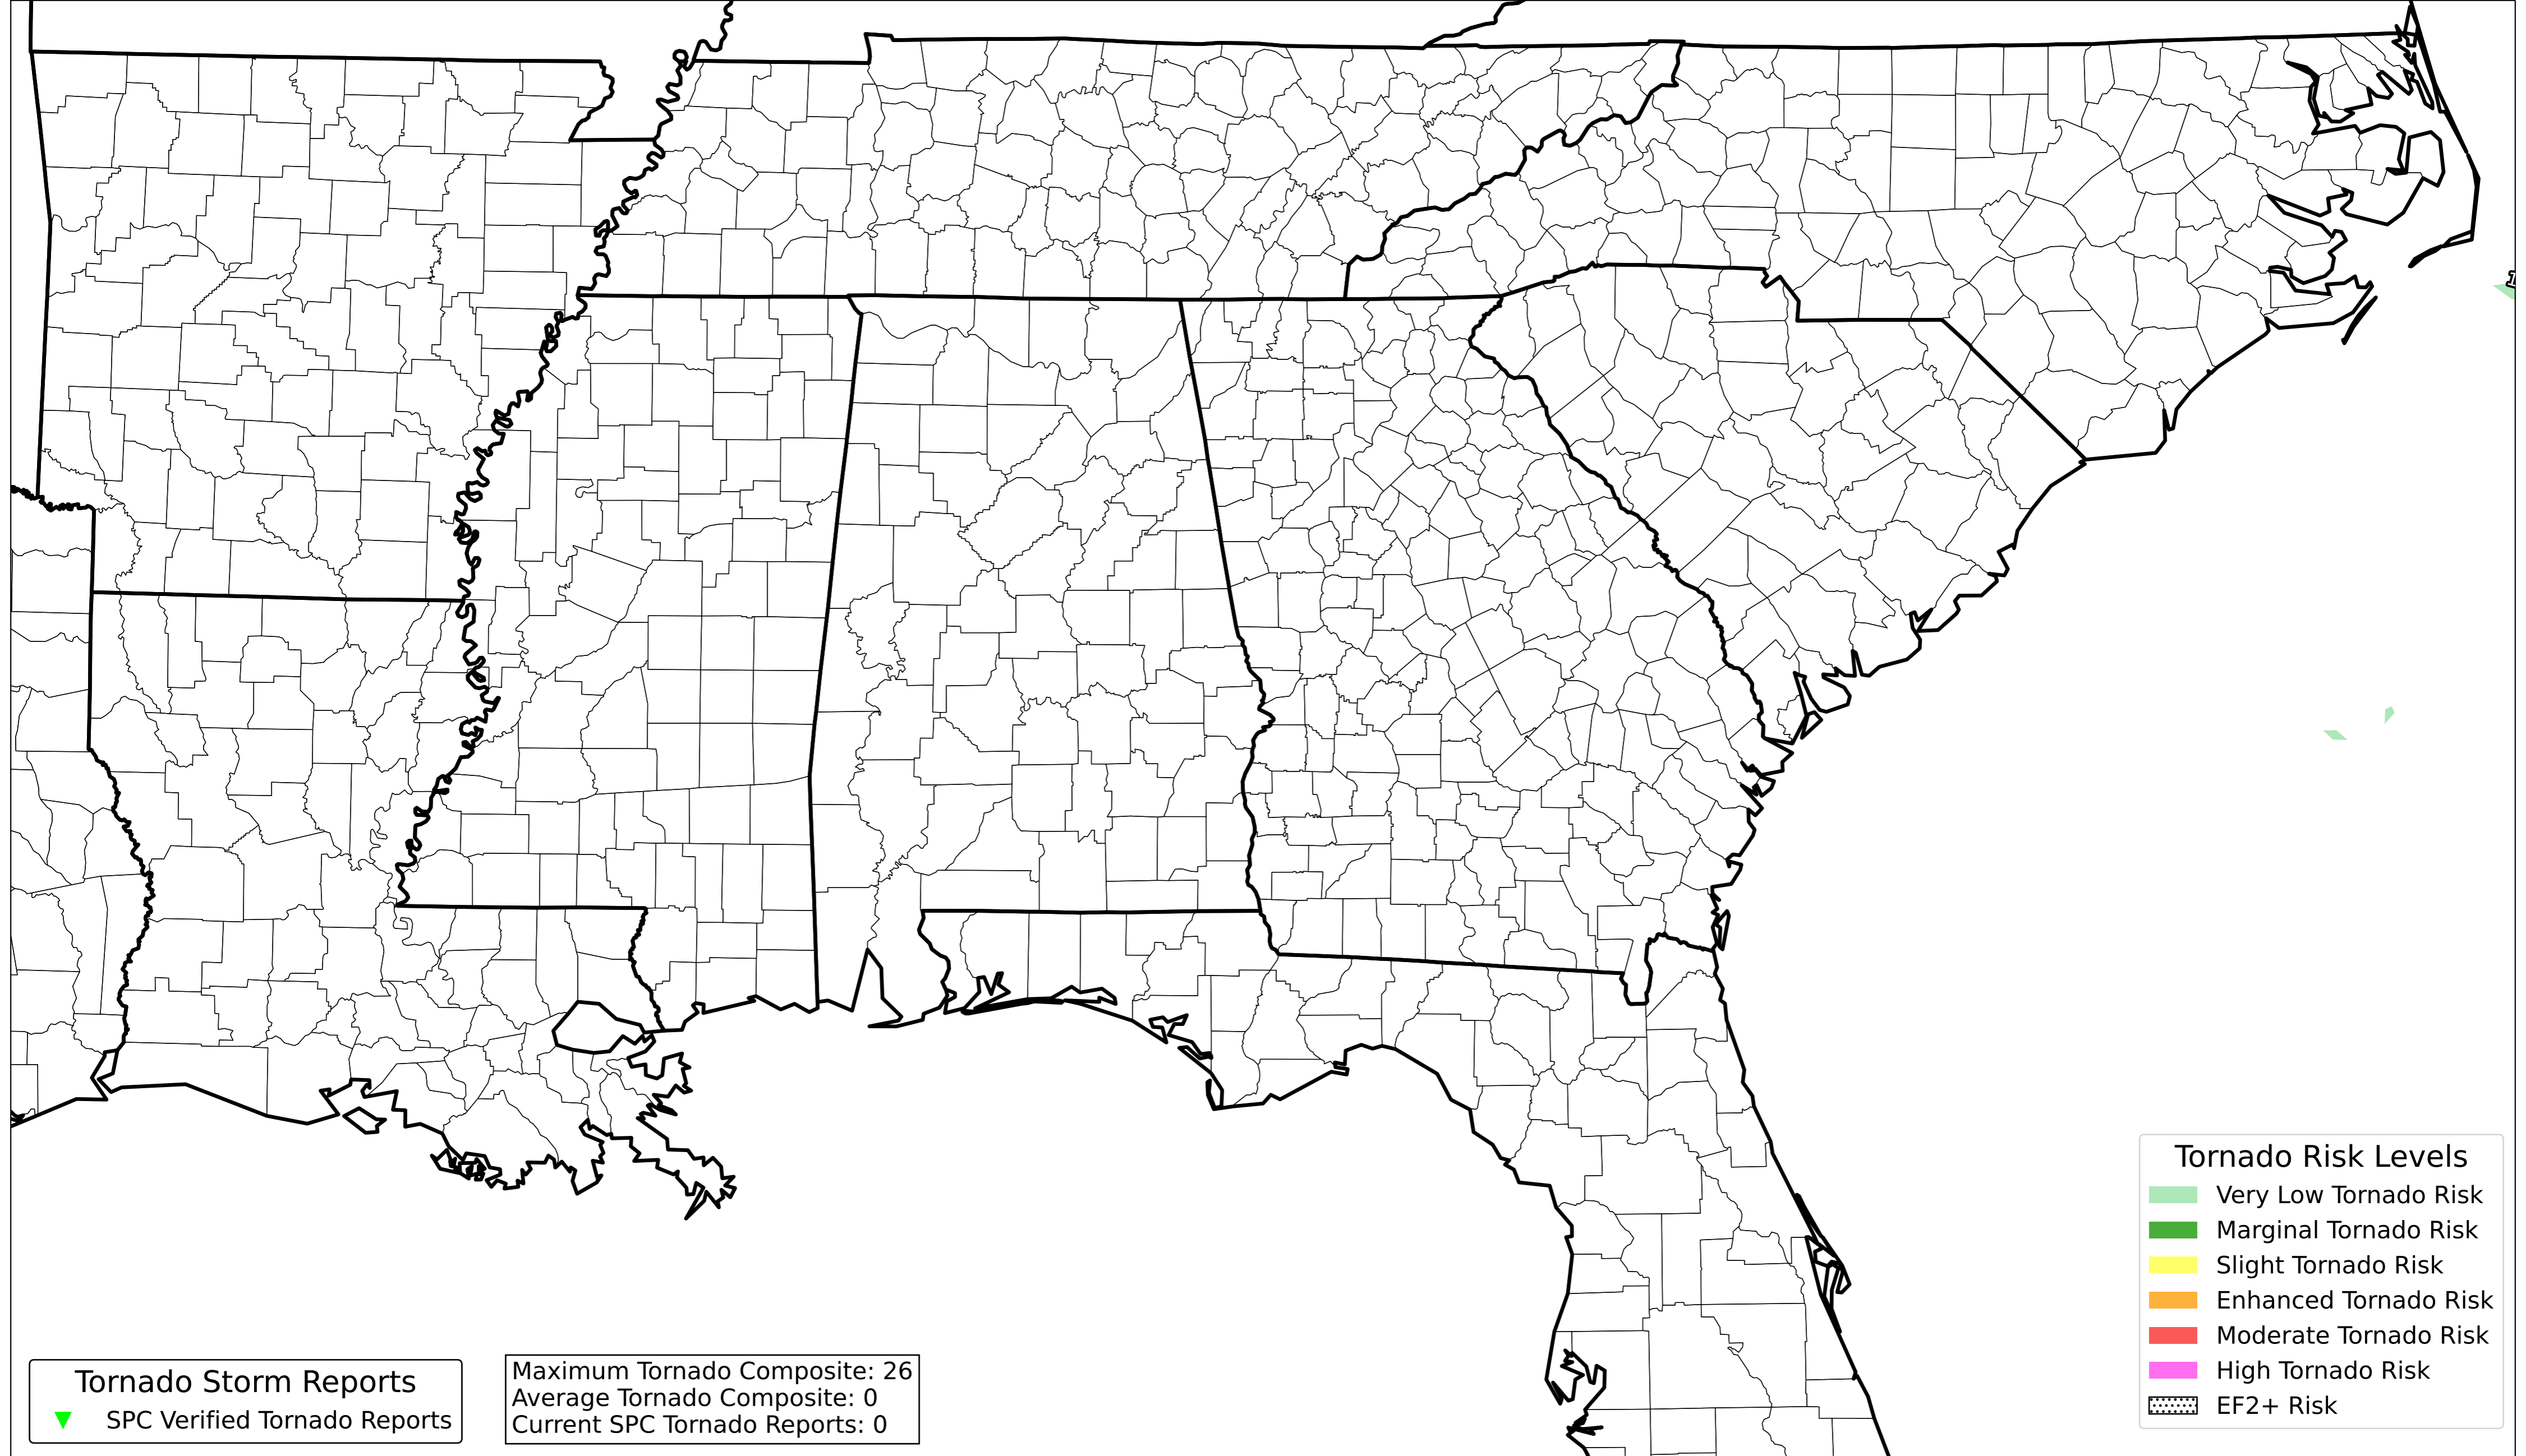 Tornado Risk Levels
Very Low Tornado Risk
Marginal Tornado Risk
Slight Tornado Risk
Enhanced Tornado Risk
Moderate Tornado Risk
High Tornado Risk
EF2+ Risk
Tornado Storm Reports
SPC Verified Tornado Reports
Maximum Tornado Composite: 26
Average Tornado Composite: 0
Current SPC Tornado Reports: 0